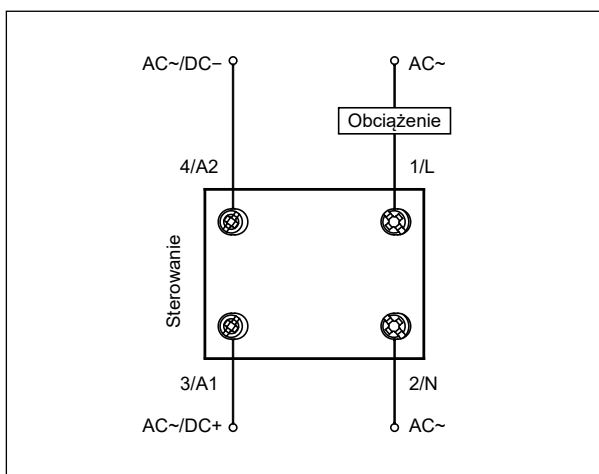 AC~/DC−
AC~
Obciążenie
4/A2
1/L
Sterowanie
3/A1
2/N
AC~/DC+
AC~